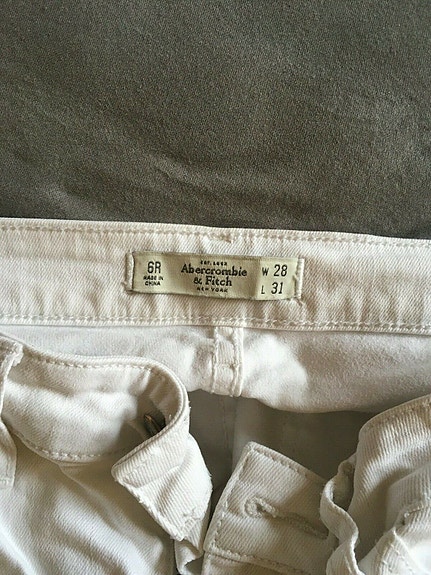 6R
MADE IN
CHINA
EST. 1892
Abercrombie
& Fitch
NEW YORK
W 28
L 31